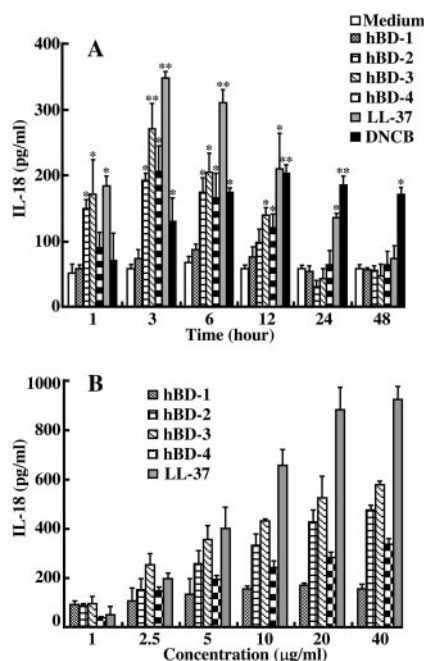 A
Medium
hBD-1
hBD-2
hBD-3
hBD-4
LL-37
DNCB
IL-18
(pg/ml)
400
300
200
100
0
* * * * ** ** * * * * ** * * * * ** * * ** * *
1 3 6 12 24 48
Time (hour)
B
hBD-1
hBD-2
hBD-3
hBD-4
LL-37
IL-18
(pg/ml)
1000
800
600
400
200
0
1 2.5 5 10 20 40
Concentration (μg/ml)